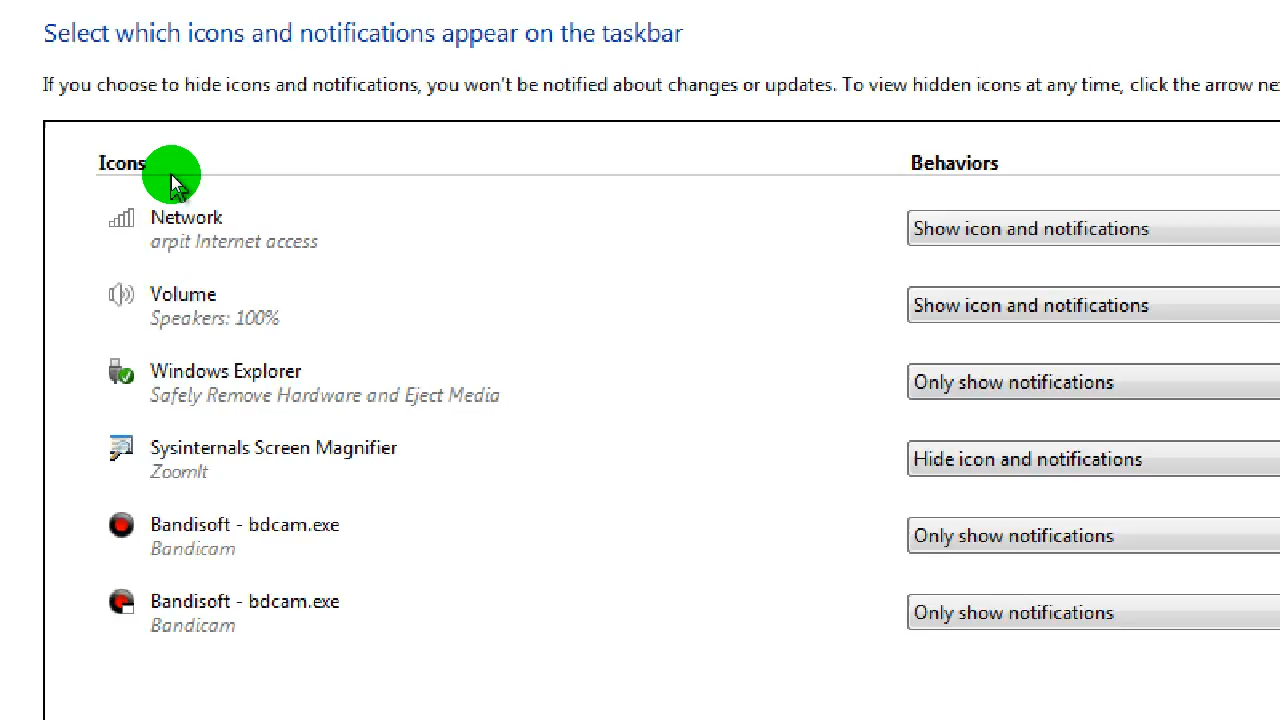 Select which icons and notifications appear on the taskbar
If you choose to hide icons and notifications, you won't be notified about changes or updates. To view hidden icons at any time, click the arrow
Icons
Behaviors
Network
arpit Internet access
Show icon and notifications
Volume
Speakers: 100%
Show icon and notifications
Windows Explorer
Safely Remove Hardware and Eject Media
Only show notifications
Sysinternals Screen Magnifier
ZoomIt
Hide icon and notifications
Bandisoft - bdcam.exe
Bandicam
Only show notifications
Bandisoft - bdcam.exe
Bandicam
Only show notifications